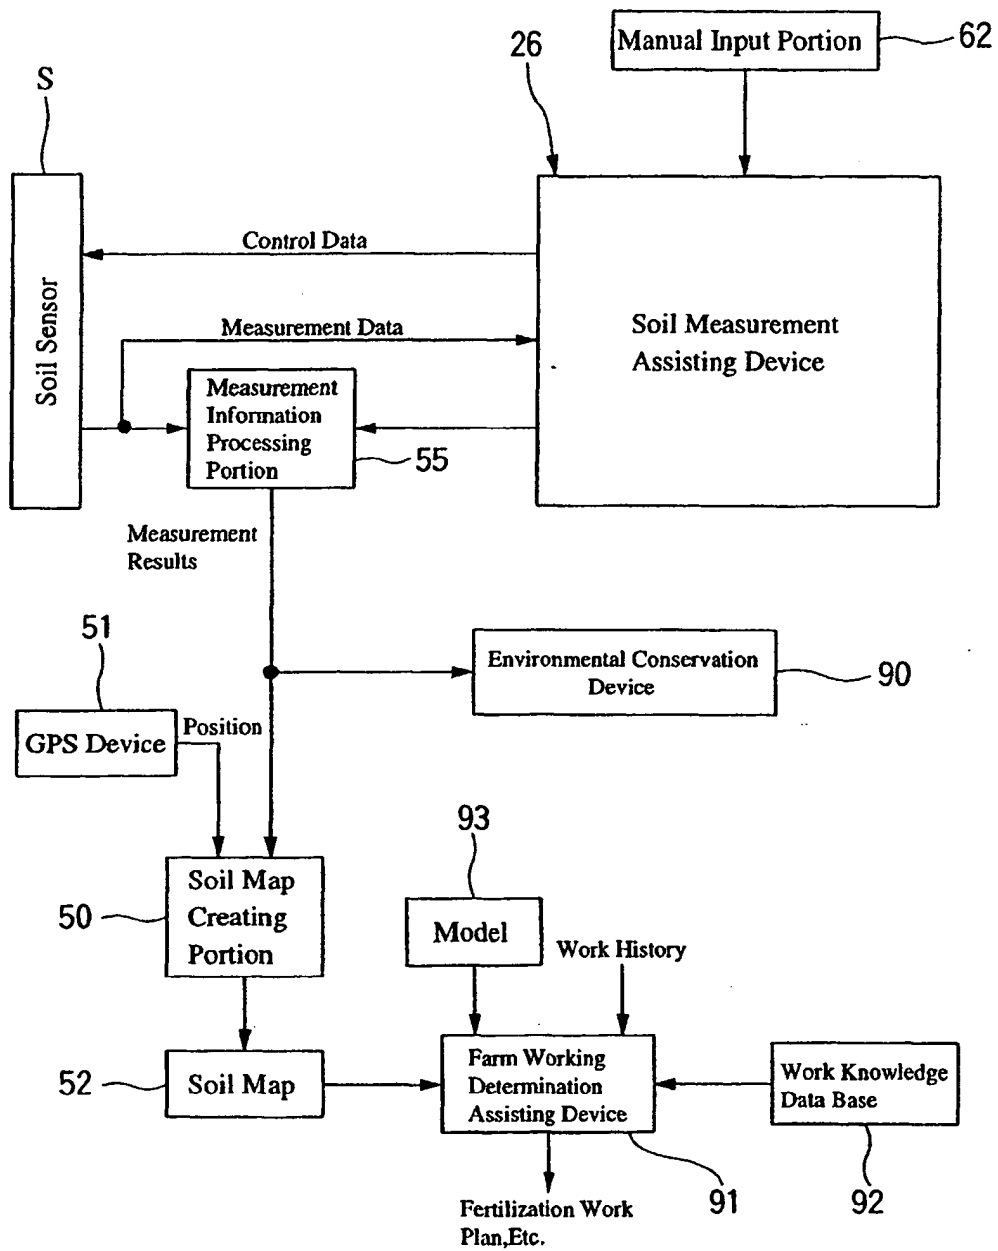 Manual Input Portion
62
26
S
Control Data
Soil Sensor
Measurement Data
Soil Measurement
Assisting Device
Measurement
Information
Processing
Portion
55
Measurement
Results
51
Environmental Conservation
Device
90
GPS Device
Position
93
50
Soil Map
Creating
Portion
Model
Work History
52
Soil Map
Farm Working
Determination
Assisting Device
Work Knowledge
Data Base
91
92
Fertilization Work
Plan,Etc.